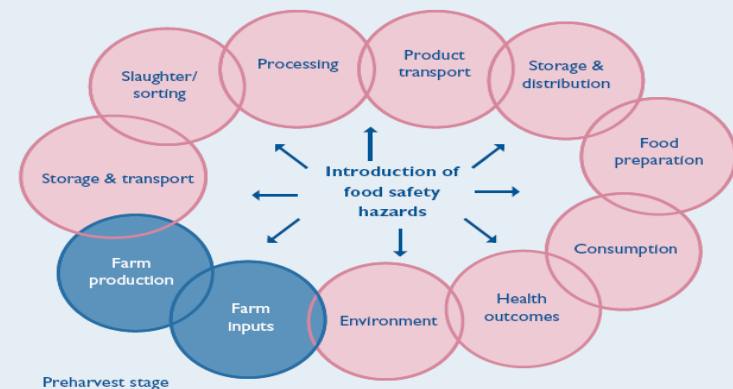 Slaughter/
sorting
Processing
Product
transport
Storage &
distribution
Food
preparation
Storage & transport
Introduction of
food safety
hazards
Consumption
Farm
production
Farm
inputs
Environment
Health
outcomes
Preharvest stage